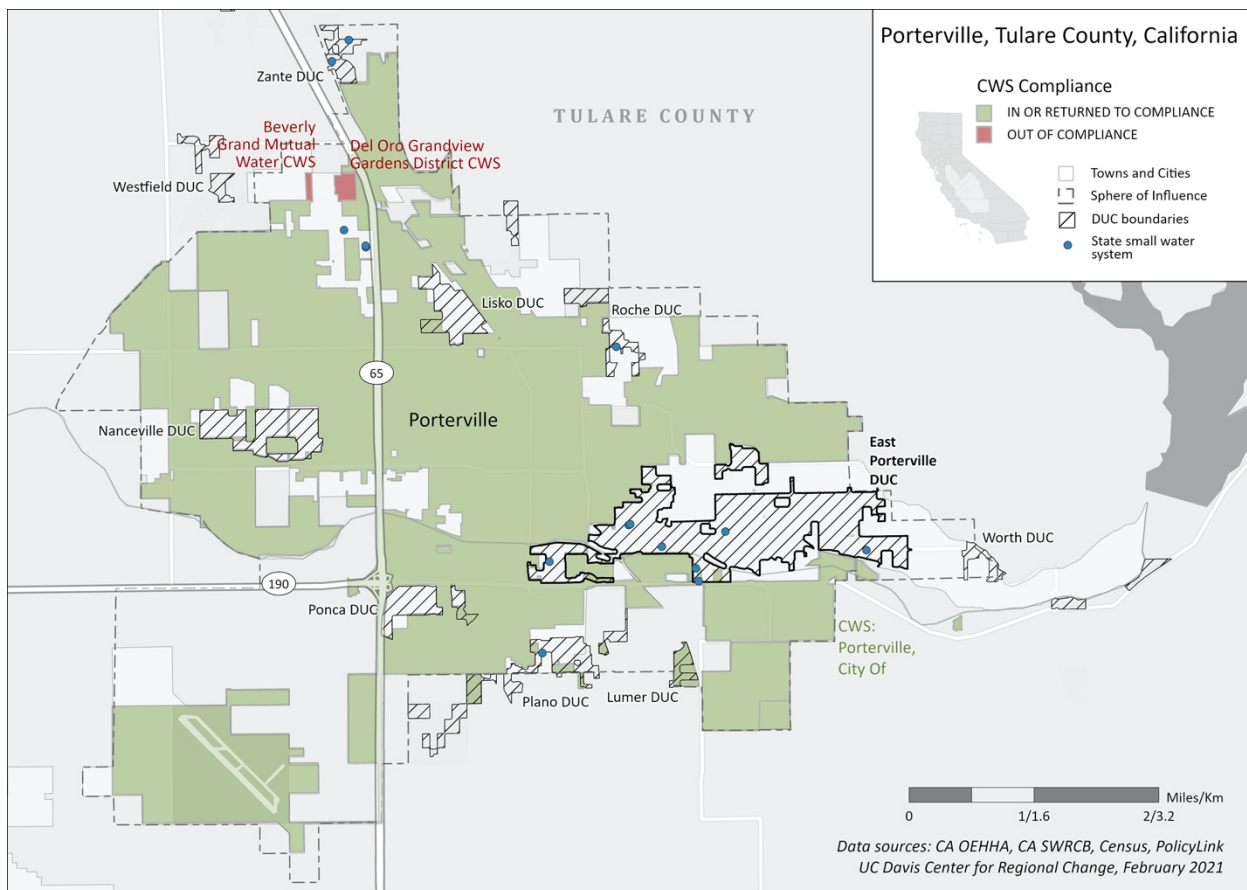 Porterville, Tulare County, California
CWS Compliance
IN OR RETURNED TO COMPLIANCE
OUT OF COMPLIANCE
Towns and Cities
Sphere of Influence
DUC boundaries
State small water
system
Zante DUC
TULARE COUNTY
Beverly
Grand Mutual
Water CWS
Del Oro Grandview
Gardens District CWS
Westfield DUC
Lisko DUC
Roche DUC
65
Porterville
Nanceville DUC
East
Porterville
DUC
Worth DUC
190
Ponca DUC
CWS:
Porterville,
City Of
Plano DUC
Lumer DUC
Miles/Km
0
1/1.6
2/3.2
Data sources: CA OEHHA, CA SWRCB, Census, PolicyLink
UC Davis Center for Regional Change, February 2021